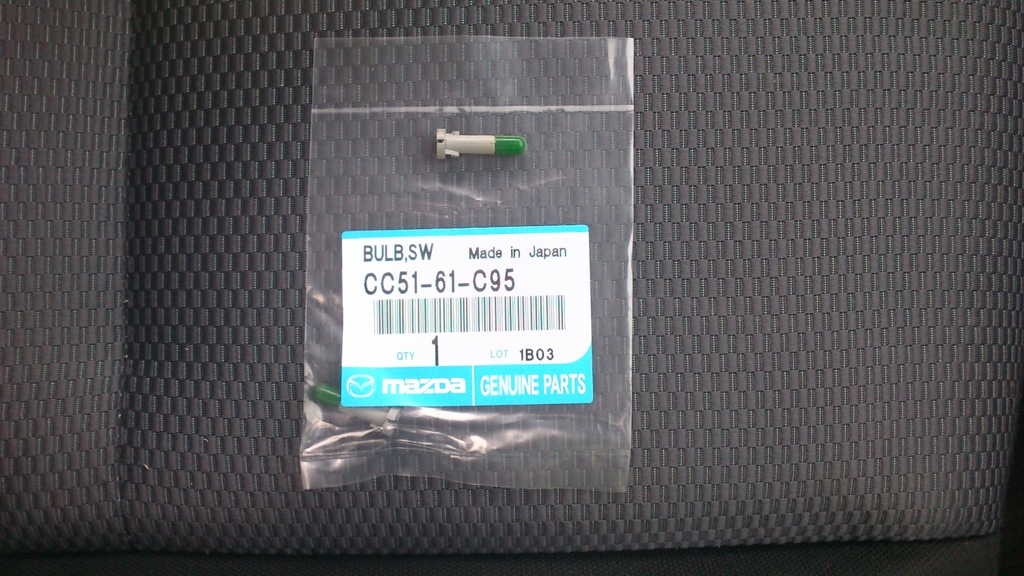 BULB,SW Made in Japan
CC51-61-C95
QTY 1 LOT 1B03
mazda GENUINE PARTS